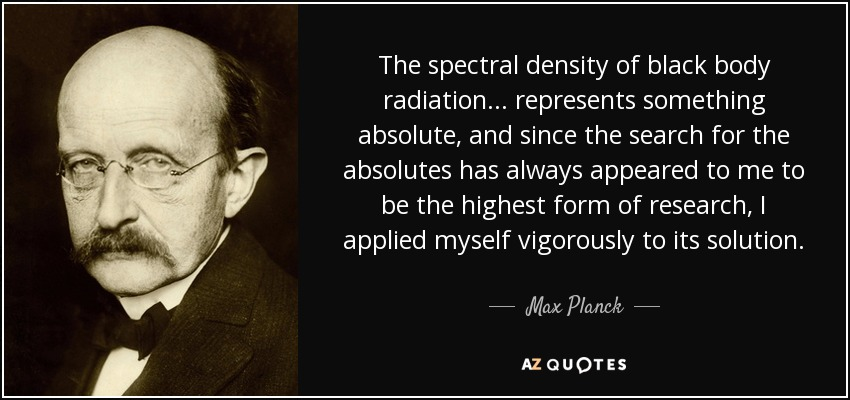 The spectral density of black body
radiation... represents something
absolute, and since the search for the
absolutes has always appeared to me to
be the highest form of research, I
applied myself vigorously to its solution.
Max Planck
AZ QUOTES